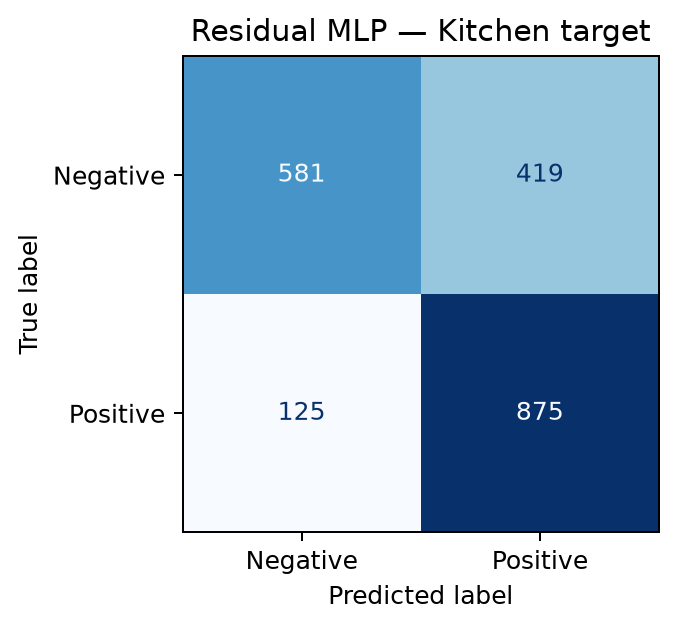 Residual MLP — Kitchen target
True label
Negative
581
419
Positive
125
875
Negative
Positive
Predicted label